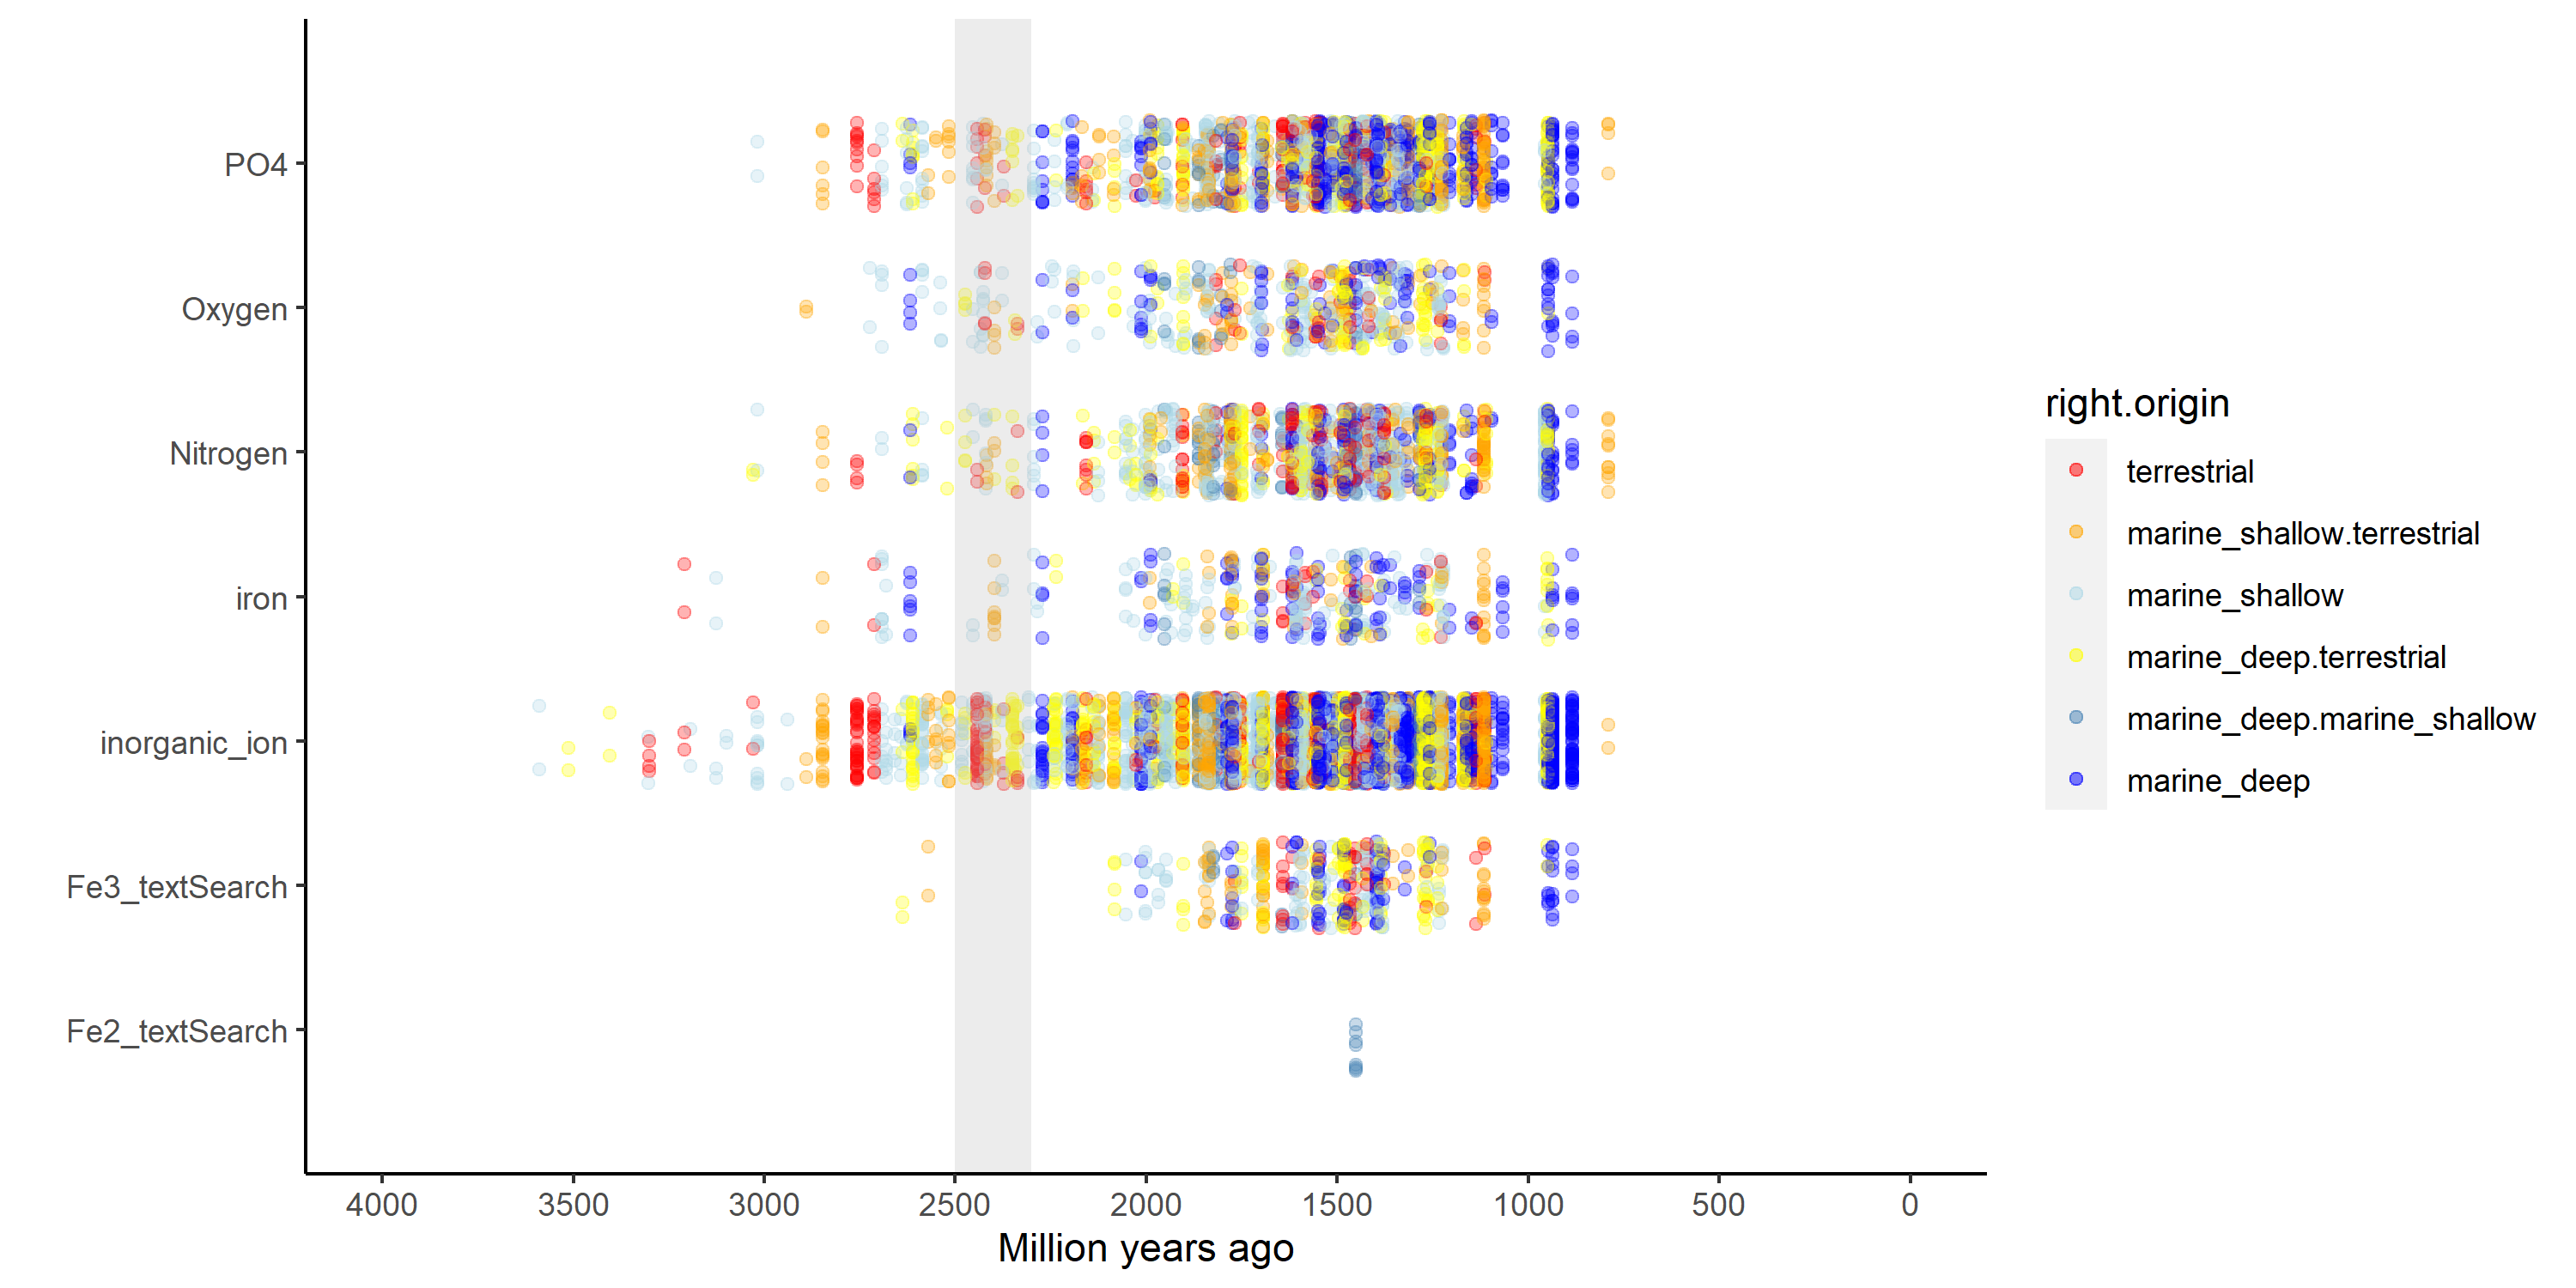 PO4
Oxygen
Nitrogen
iron
inorganic_ion
Fe3_textSearch
Fe2_textSearch
4000 3500 3000 2500 2000 1500 1000 500 0
Million years ago
right.origin
terrestrial
marine_shallow.terrestrial
marine_shallow
marine_deep.terrestrial
marine_deep.marine_shallow
marine_deep